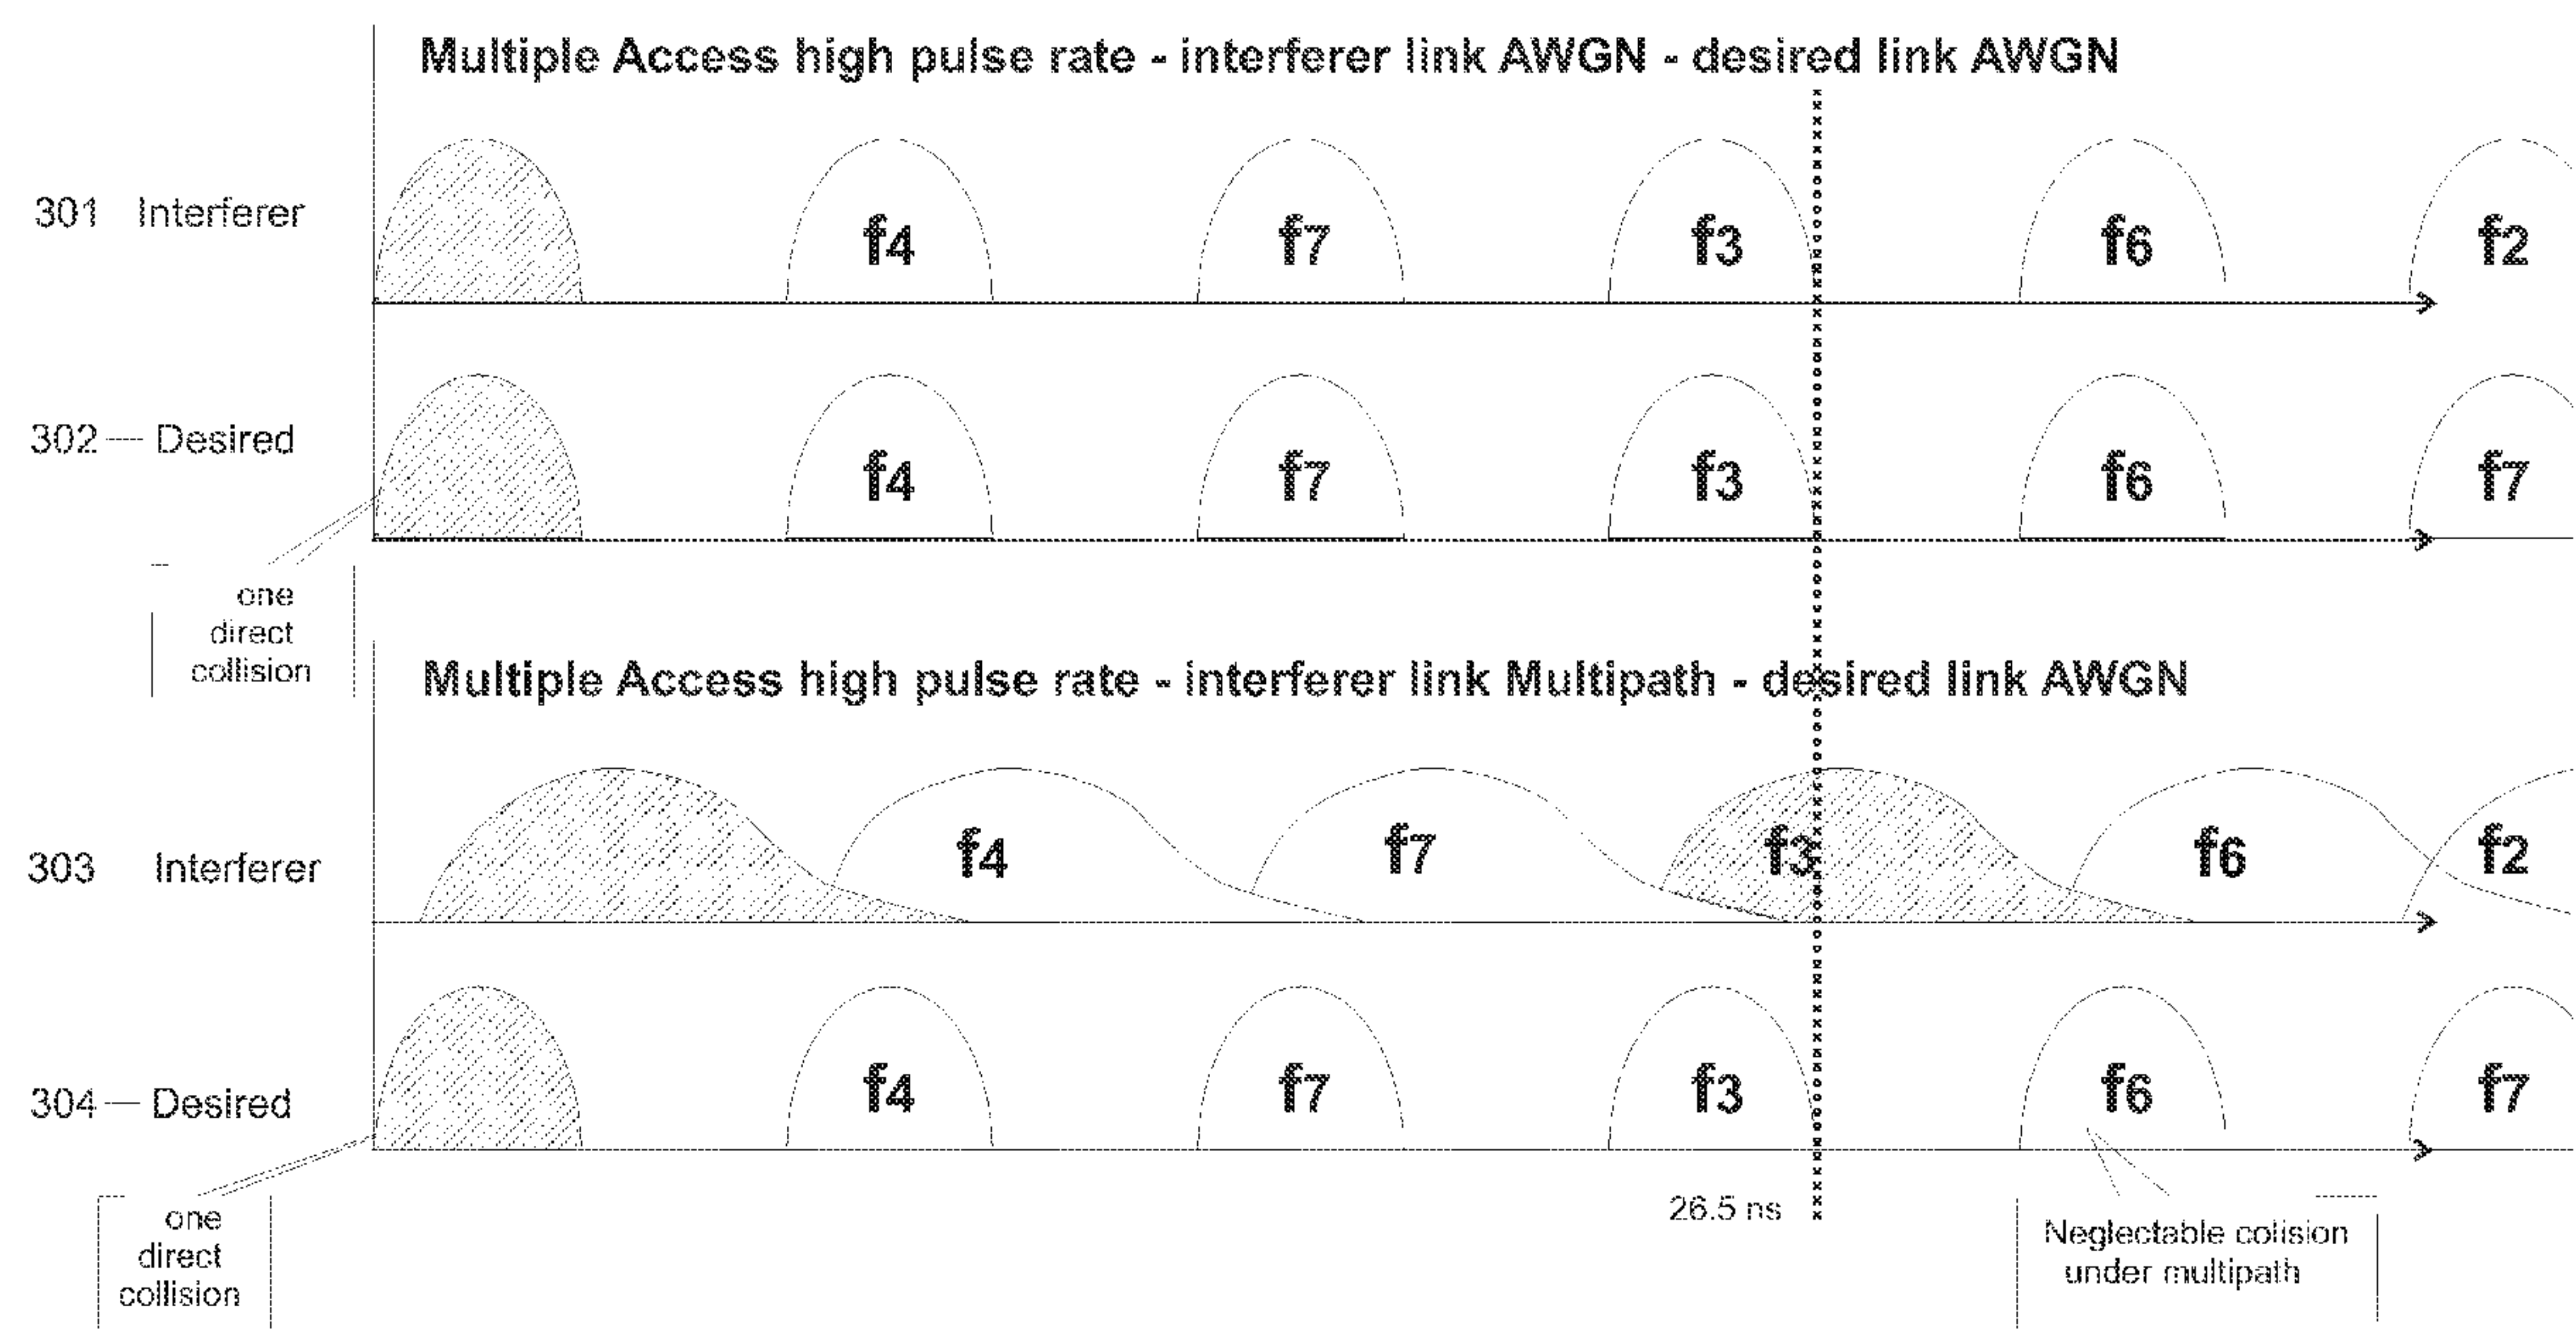 Multiple Access high pulse rate - interferer link AWGN - desired link AWGN
301 Interferer
f4 f7 f3 f6 f2
302 Desired
f4 f7 f3 f6 f7
one
direct
collision
Multiple Access high pulse rate - interferer link Multipath - desired link AWGN
303 Interferer
f4 f7 f3 f6 f2
304 Desired
f4 f7 f3 f6 f7
one
direct
collision
26.5 ns
Neglectable colision
under multipath